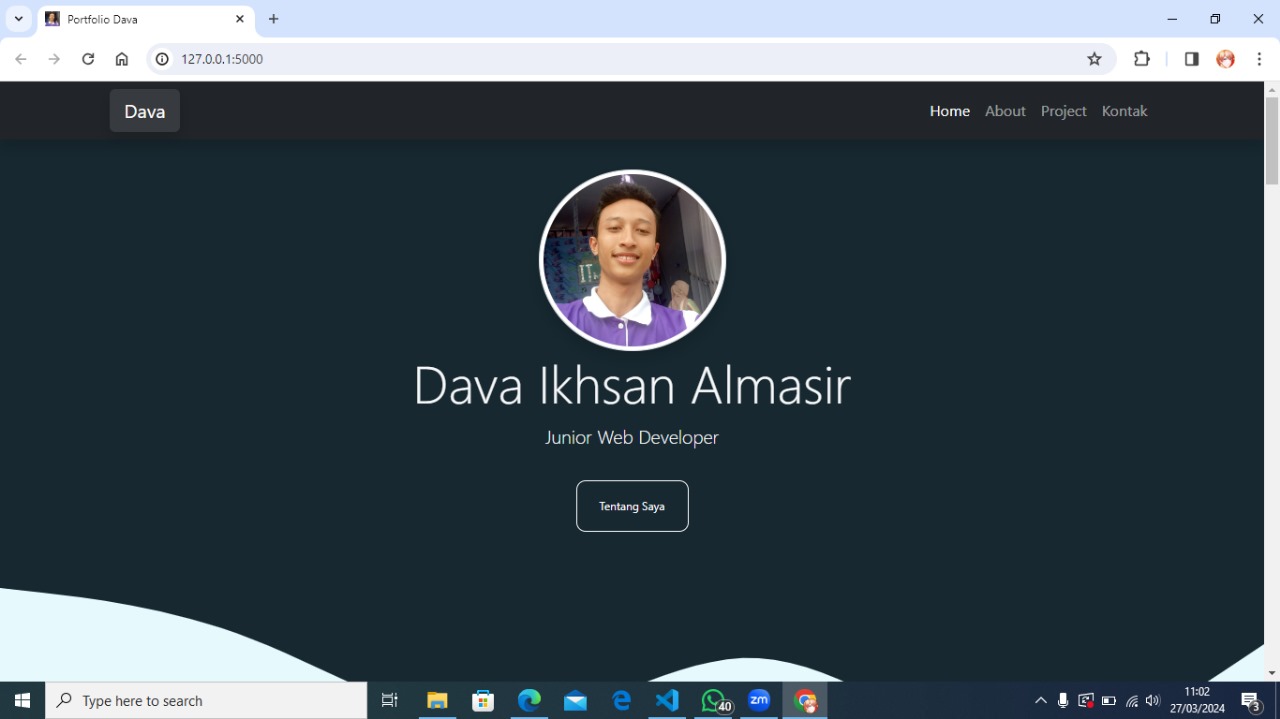 Portfolio Dava
127.0.0.1:5000
Dava
Home About Project Kontak
IT
Dava Ikhsan Almasir
Junior Web Developer
Tentang Saya
Type here to search
40
zm
11:02
27/03/2024
3